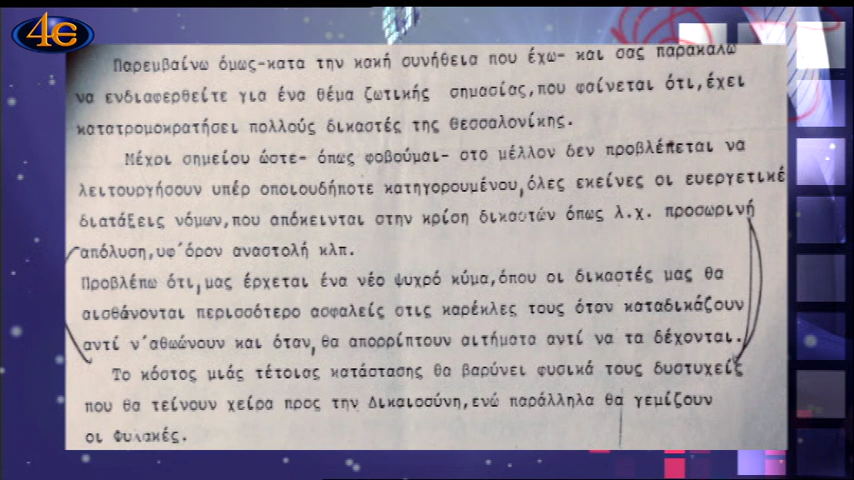 4Ε
Παρεμβαίνω όμως-κατα την κακή συνήθεια που έχω- και σας παρακαλώ
να ενδιαφερθείτε για ένα θέμα ζωτικής σημασίας,που φαίνεται ότι,έχει
κατατρομοκρατήσει πολλούς δικαστές της Θεσσαλονίκης.
Μέχρι σημείου ώστε- όπως φοβούμαι- στο μέλλον δεν προβλέπεται να
λειτουργήσουν υπέρ οποιουδήποτε κατηγορουμένου,όλες εκείνες οι ευεργετικέ
διατάξεις νόμων,που απόκεινται στην κρίση δικαστών όπως λ.χ. προσωρινή
απόλυση,υφ΄όρον αναστολή κλπ.
Προβλέπω ότι,μας έρχεται ένα νέο ψυχρό κύμα,όπου οι δικαστές μας θα
αισθάνονται περισσότερο ασφαλείς στις καρέκλες τους όταν καταδικάζουν
αντί ν΄αθωώνουν και όταν,θα απορρίπτουν αιτήματα αντί να τα δέχονται.
Το κόστος μιάς τέτοιας κατάστασης θα βαρύνει φυσικά τους δυστυχείς
που θα τείνουν χείρα προς την Δικαιοσύνη,ενώ παράλληλα θα γεμίζουν
οι Φυλακές.